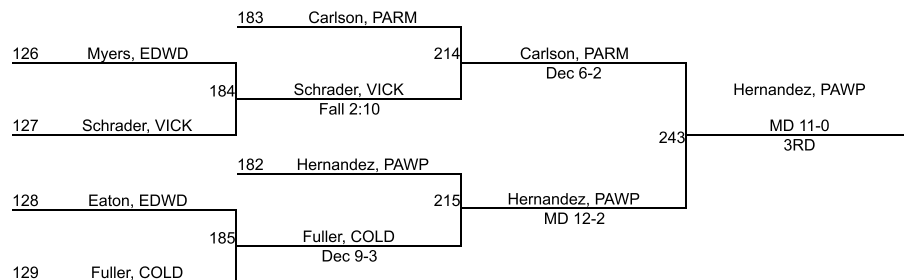 183 Carlson, PARM
126 Myers, EDWD
214 Carlson, PARM
Dec 6-2
184 Schrader, VICK
Fall 2:10
Hernandez, PAWP
127 Schrader, VICK
MD 11-0
243
3RD
182 Hernandez, PAWP
128 Eaton, EDWD
215 Hernandez, PAWP
MD 12-2
185 Fuller, COLD
Dec 9-3
129 Fuller, COLD